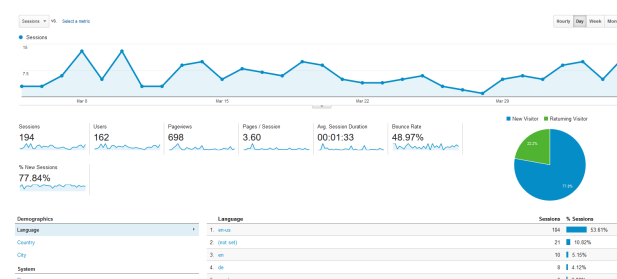 Sessions vs. Select a metric
Hourly Day Week Mon
Sessions
15
7.5
Mar 8 Mar 15 Mar 22 Mar 29
New Visitor Returning Visitor
Sessions Users Pageviews Pages / Session Avg. Session Duration Bounce Rate
194 162 698 3.60 00:01:33 48.97%
22.2%
77.8%
% New Sessions
77.84%
Demographics Language Sessions % Sessions
Language 1. en-us 104 53.61%
Country 2. (not set) 21 10.82%
City 3. en 10 5.15%
System 4. de 8 4.12%